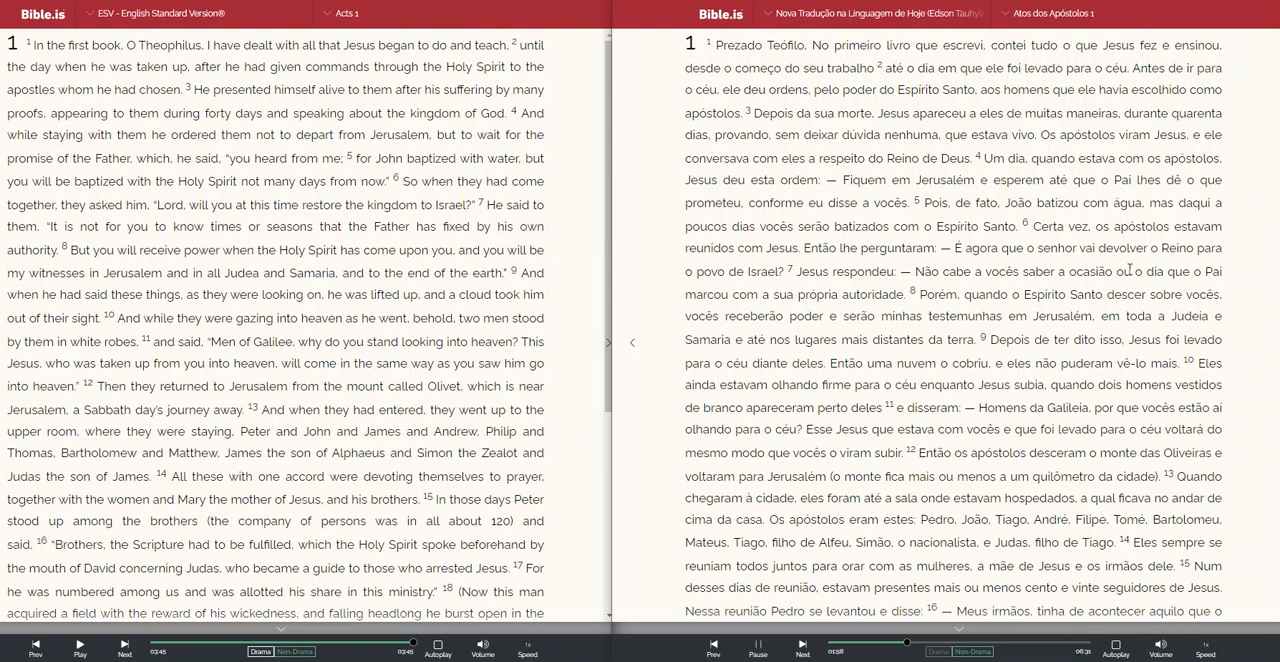 Bible.is
ESV - English Standard Version®
Acts 1
1 1 In the first book, O Theophilus, I have dealt with all that Jesus began to do and teach, 2 until
the day when he was taken up, after he had given commands through the Holy Spirit to the
apostles whom he had chosen. 3 He presented himself alive to them after his suffering by many
proofs, appearing to them during forty days and speaking about the kingdom of God. 4 And
while staying with them he ordered them not to depart from Jerusalem, but to wait for the
promise of the Father, which, he said, “you heard from me; 5 for John baptized with water, but
you will be baptized with the Holy Spirit not many days from now.” 6 So when they had come
together, they asked him, “Lord, will you at this time restore the kingdom to Israel?” 7 He said to
them, “It is not for you to know times or seasons that the Father has fixed by his own
authority. 8 But you will receive power when the Holy Spirit has come upon you, and you will be
my witnesses in Jerusalem and in all Judea and Samaria, and to the end of the earth.” 9 And
when he had said these things, as they were looking on, he was lifted up, and a cloud took him
out of their sight. 10 And while they were gazing into heaven as he went, behold, two men stood
by them in white robes, 11 and said, “Men of Galilee, why do you stand looking into heaven? This
Jesus, who was taken up from you into heaven, will come in the same way as you saw him go
into heaven.” 12 Then they returned to Jerusalem from the mount called Olivet, which is near
Jerusalem, a Sabbath day’s journey away. 13 And when they had entered, they went up to the
upper room, where they were staying, Peter and John and James and Andrew, Philip and
Thomas, Bartholomew and Matthew, James the son of Alphaeus and Simon the Zealot and
Judas the son of James. 14 All these with one accord were devoting themselves to prayer,
together with the women and Mary the mother of Jesus, and his brothers. 15 In those days Peter
stood up among the brothers (the company of persons was in all about 120) and
said, 16 “Brothers, the Scripture had to be fulfilled, which the Holy Spirit spoke beforehand by
the mouth of David concerning Judas, who became a guide to those who arrested Jesus. 17 For
he was numbered among us and was allotted his share in this ministry.” 18 (Now this man
acquired a field with the reward of his wickedness, and falling headlong he burst open in the
Prev Play Next 03:45 Drama Non-Drama 03:45 Autoplay Volume 1x Speed
Bible.is
Nova Tradução na Linguagem de Hoje (Edson Tauhyl)
Atos dos Apóstolos 1
1 1 Prezado Teófilo, No primeiro livro que escrevi, contei tudo o que Jesus fez e ensinou,
desde o começo do seu trabalho 2 até o dia em que ele foi levado para o céu. Antes de ir para
o céu, ele deu ordens, pelo poder do Espírito Santo, aos homens que ele havia escolhido como
apóstolos. 3 Depois da sua morte, Jesus apareceu a eles de muitas maneiras, durante quarenta
dias, provando, sem deixar dúvida nenhuma, que estava vivo. Os apóstolos viram Jesus, e ele
conversava com eles a respeito do Reino de Deus. 4 Um dia, quando estava com os apóstolos,
Jesus deu esta ordem: — Fiquem em Jerusalém e esperem até que o Pai lhes dê o que
prometeu, conforme eu disse a vocês. 5 Pois, de fato, João batizou com água, mas daqui a
poucos dias vocês serão batizados com o Espírito Santo. 6 Certa vez, os apóstolos estavam
reunidos com Jesus. Então lhe perguntaram: — É agora que o senhor vai devolver o Reino para
o povo de Israel? 7 Jesus respondeu: — Não cabe a vocês saber a ocasião ou o dia que o Pai
marcou com a sua própria autoridade. 8 Porém, quando o Espírito Santo descer sobre vocês,
vocês receberão poder e serão minhas testemunhas em Jerusalém, em toda a Judeia e
Samaria e até nos lugares mais distantes da terra. 9 Depois de ter dito isso, Jesus foi levado
para o céu diante deles. Então uma nuvem o cobriu, e eles não puderam vê-lo mais. 10 Eles
ainda estavam olhando firme para o céu enquanto Jesus subia, quando dois homens vestidos
de branco apareceram perto deles 11 e disseram: — Homens da Galileia, por que vocês estão aí
olhando para o céu? Esse Jesus que estava com vocês e que foi levado para o céu voltará do
mesmo modo que vocês o viram subir. 12 Então os apóstolos desceram o monte das Oliveiras e
voltaram para Jerusalém (o monte fica mais ou menos a um quilômetro da cidade). 13 Quando
chegaram à cidade, eles foram até a sala onde estavam hospedados, a qual ficava no andar de
cima da casa. Os apóstolos eram estes: Pedro, João, Tiago, André, Filipe, Tomé, Bartolomeu,
Mateus, Tiago, filho de Alfeu, Simão, o nacionalista, e Judas, filho de Tiago. 14 Eles sempre se
reuniam todos juntos para orar com as mulheres, a mãe de Jesus e os irmãos dele. 15 Num
desses dias de reunião, estavam presentes mais ou menos cento e vinte seguidores de Jesus.
Nessa reunião Pedro se levantou e disse: 16 — Meus irmãos, tinha de acontecer aquilo que o
Prev Pause Next 01:58 Drama Non-Drama 06:31 Autoplay Volume 1x Speed